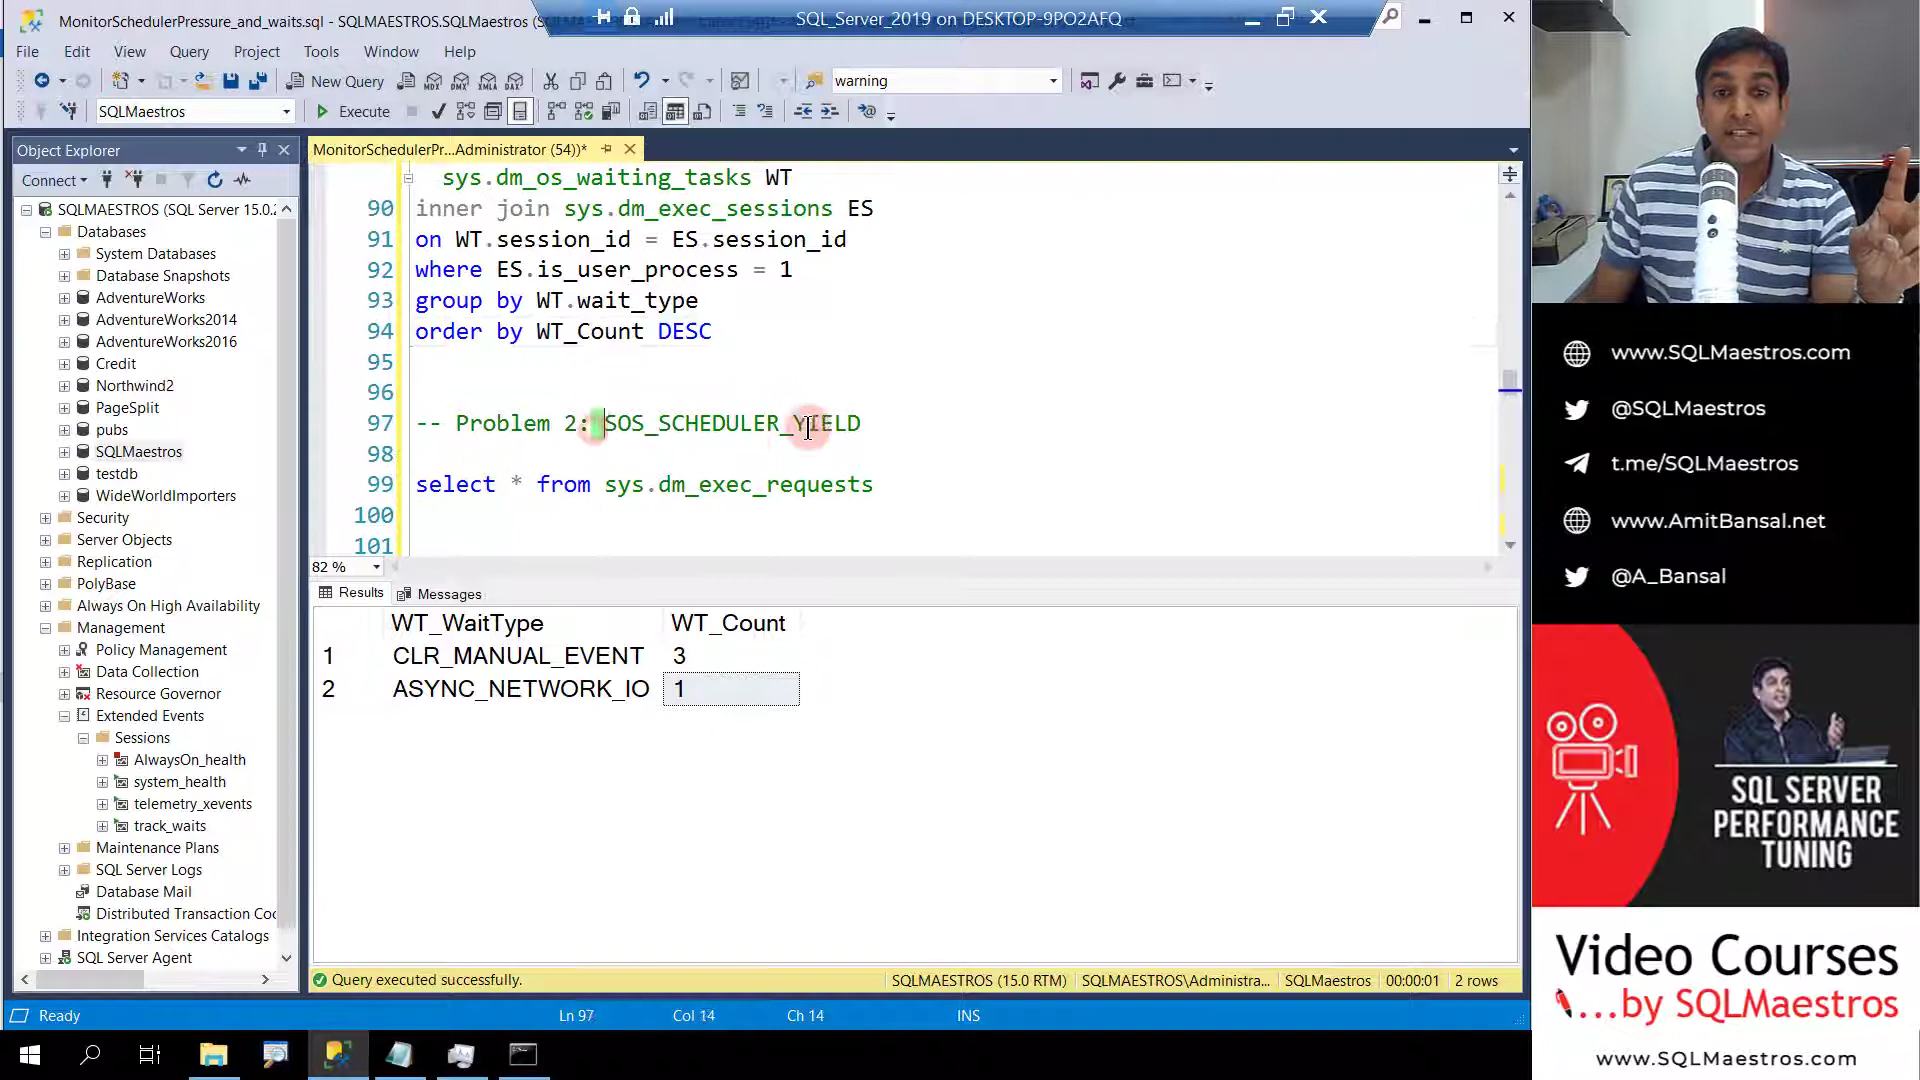 MonitorSchedulerPressure_and_waits.sql - SQLMAESTROS.SQLMaestros (SQLMAESTROS
SQL_Server_2019 on DESKTOP-9PO2AFQ
File Edit View Query Project Tools Window Help
New Query
MDX DMX XMLA DAX
warning
SQLMaestros
Execute
Object Explorer
MonitorSchedulerPr...Administrator (54))*
Connect
SQLMAESTROS (SQL Server 15.0.2
Databases
System Databases
Database Snapshots
AdventureWorks
AdventureWorks2014
AdventureWorks2016
Credit
Northwind2
PageSplit
pubs
SQLMaestros
testdb
WideWorldImporters
Security
Server Objects
Replication
PolyBase
Always On High Availability
Management
Policy Management
Data Collection
Resource Governor
Extended Events
Sessions
AlwaysOn_health
system_health
telemetry_xevents
track_waits
Maintenance Plans
SQL Server Logs
Database Mail
Distributed Transaction Coo
Integration Services Catalogs
SQL Server Agent
sys.dm_os_waiting_tasks WT
90 inner join sys.dm_exec_sessions ES
91 on WT.session_id = ES.session_id
92 where ES.is_user_process = 1
93 group by WT.wait_type
94 order by WT_Count DESC
95
96
97 -- Problem 2: SOS_SCHEDULER_YIELD
98
99 select * from sys.dm_exec_requests
100
101
82 %
Results Messages
WT_WaitType WT_Count
1 CLR_MANUAL_EVENT 3
2 ASYNC_NETWORK_IO 1
Query executed successfully. SQLMAESTROS (15.0 RTM) SQLMAESTROS\Administra... SQLMaestros 00:00:01 2 rows
Ready Ln 97 Col 14 Ch 14 INS
www.SQLMaestros.com
@SQLMaestros
t.me/SQLMaestros
www.AmitBansal.net
@A_Bansal
SQL SERVER
PERFORMANCE
TUNING
Video Courses
...by SQLMaestros
www.SQLMaestros.com